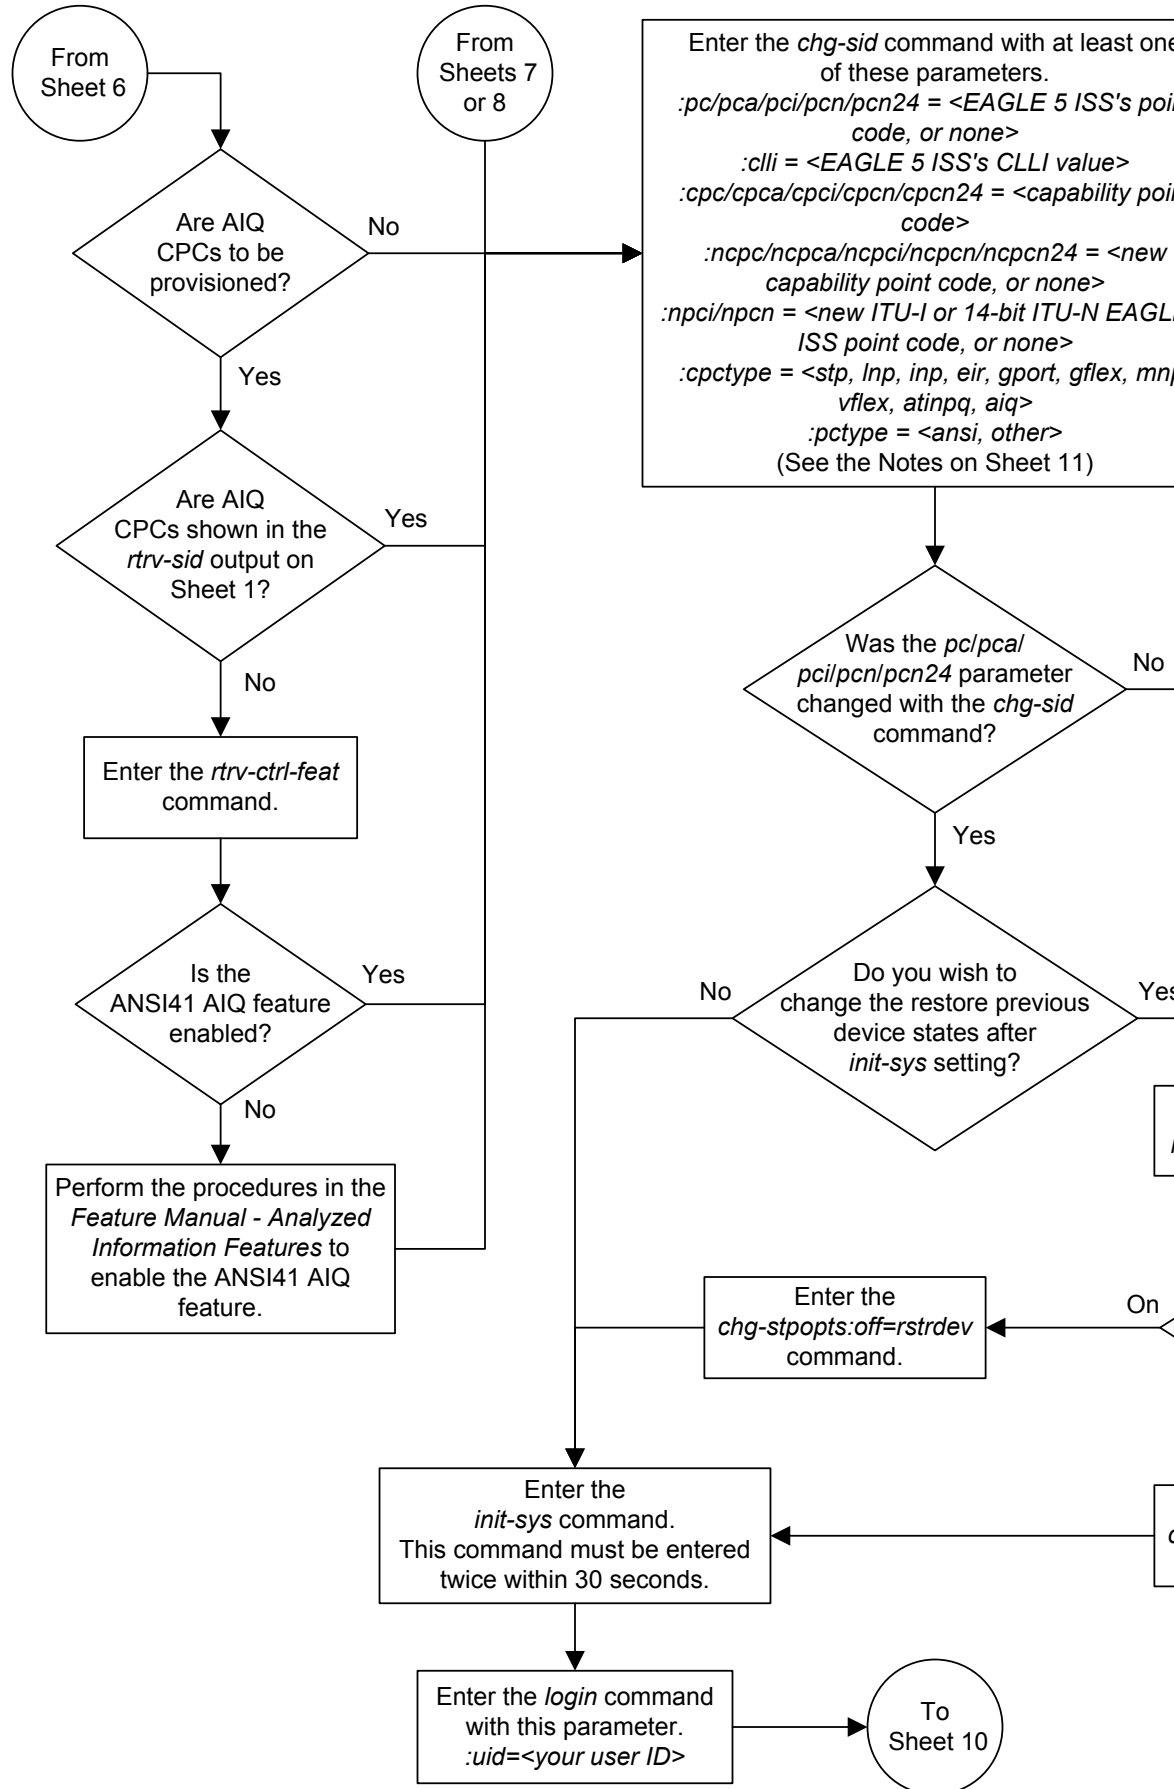 From
Sheet 6
From
Sheets 7
or 8
Are AIQ
CPCs to be
provisioned?
No
Yes
Are AIQ
CPCs shown in the
rtrv-sid output on
Sheet 1?
Yes
No
Enter the rtrv-ctrl-feat
command.
Is the
ANSI41 AIQ feature
enabled?
Yes
No
Perform the procedures in the
Feature Manual - Analyzed
Information Features to
enable the ANSI41 AIQ
feature.
Enter the chg-sid command with at least one
of these parameters.
:pc/pca/pci/pcn/pcn24 = <EAGLE 5 ISS's
code, or none>
:clli = <EAGLE 5 ISS's CLLI value>
:cpc/cpca/cpci/cpcn/cpcn24 = <capability
code>
:ncpc/ncpca/ncpci/ncpcn/ncpcn24 = <new
capability point code, or none>
:npci/npcn = <new ITU-I or 14-bit ITU-N
ISS point code, or none>
:cpctype = <stp, lnp, inp, eir, gport, gflex,
vflex, atinpq, aiq>
:pctype = <ansi, other>
(See the Notes on Sheet 11)
Was the pc/pca/
pci/pcn/pcn24 parameter
changed with the chg-sid
command?
No
Yes
Do you wish to
change the restore previous
device states after
init-sys setting?
No
Yes
Enter the
chg-stpopts:off=rstrdev
command.
On
Enter the
init-sys command.
This command must be entered
twice within 30 seconds.
Enter the login command
with this parameter.
:uid=<your user ID>
To
Sheet 10